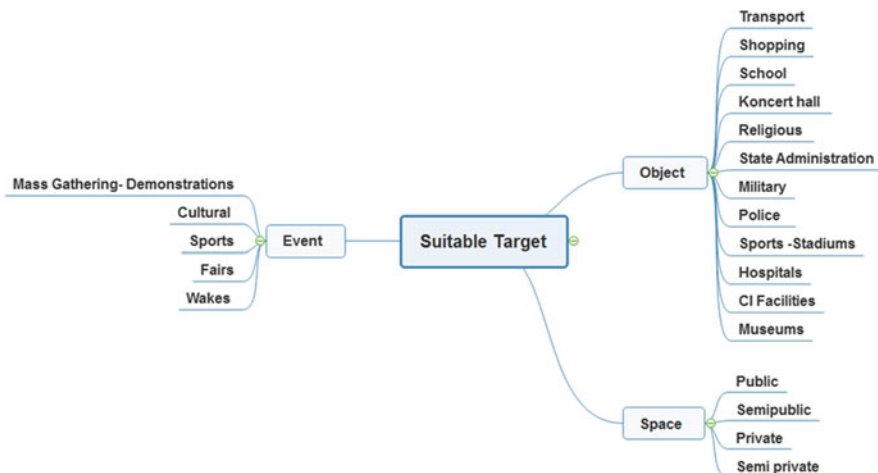 Suitable Target
Event
Mass Gathering- Demonstrations
Cultural
Sports
Fairs
Wakes
Object
Transport
Shopping
School
Koncert hall
Religious
State Administration
Military
Police
Sports -Stadiums
Hospitals
CI Facilities
Museums
Space
Public
Semipublic
Private
Semi private